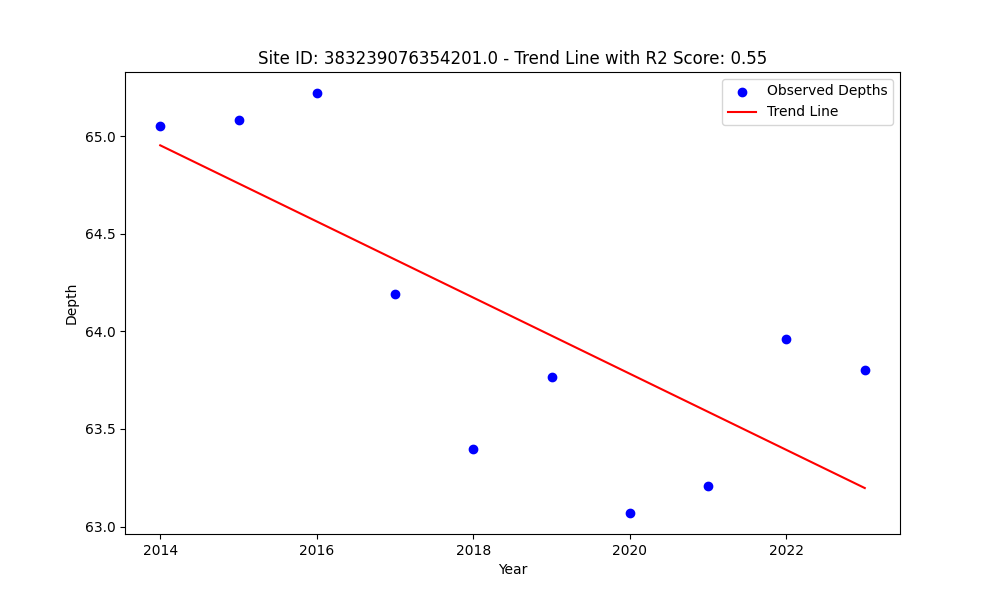 Site ID: 383239076354201.0 - Trend Line with R2 Score: 0.55
Observed Depths
Trend Line
65.0
64.5
64.0
63.5
63.0
Depth
2014
2016
2018
2020
2022
Year